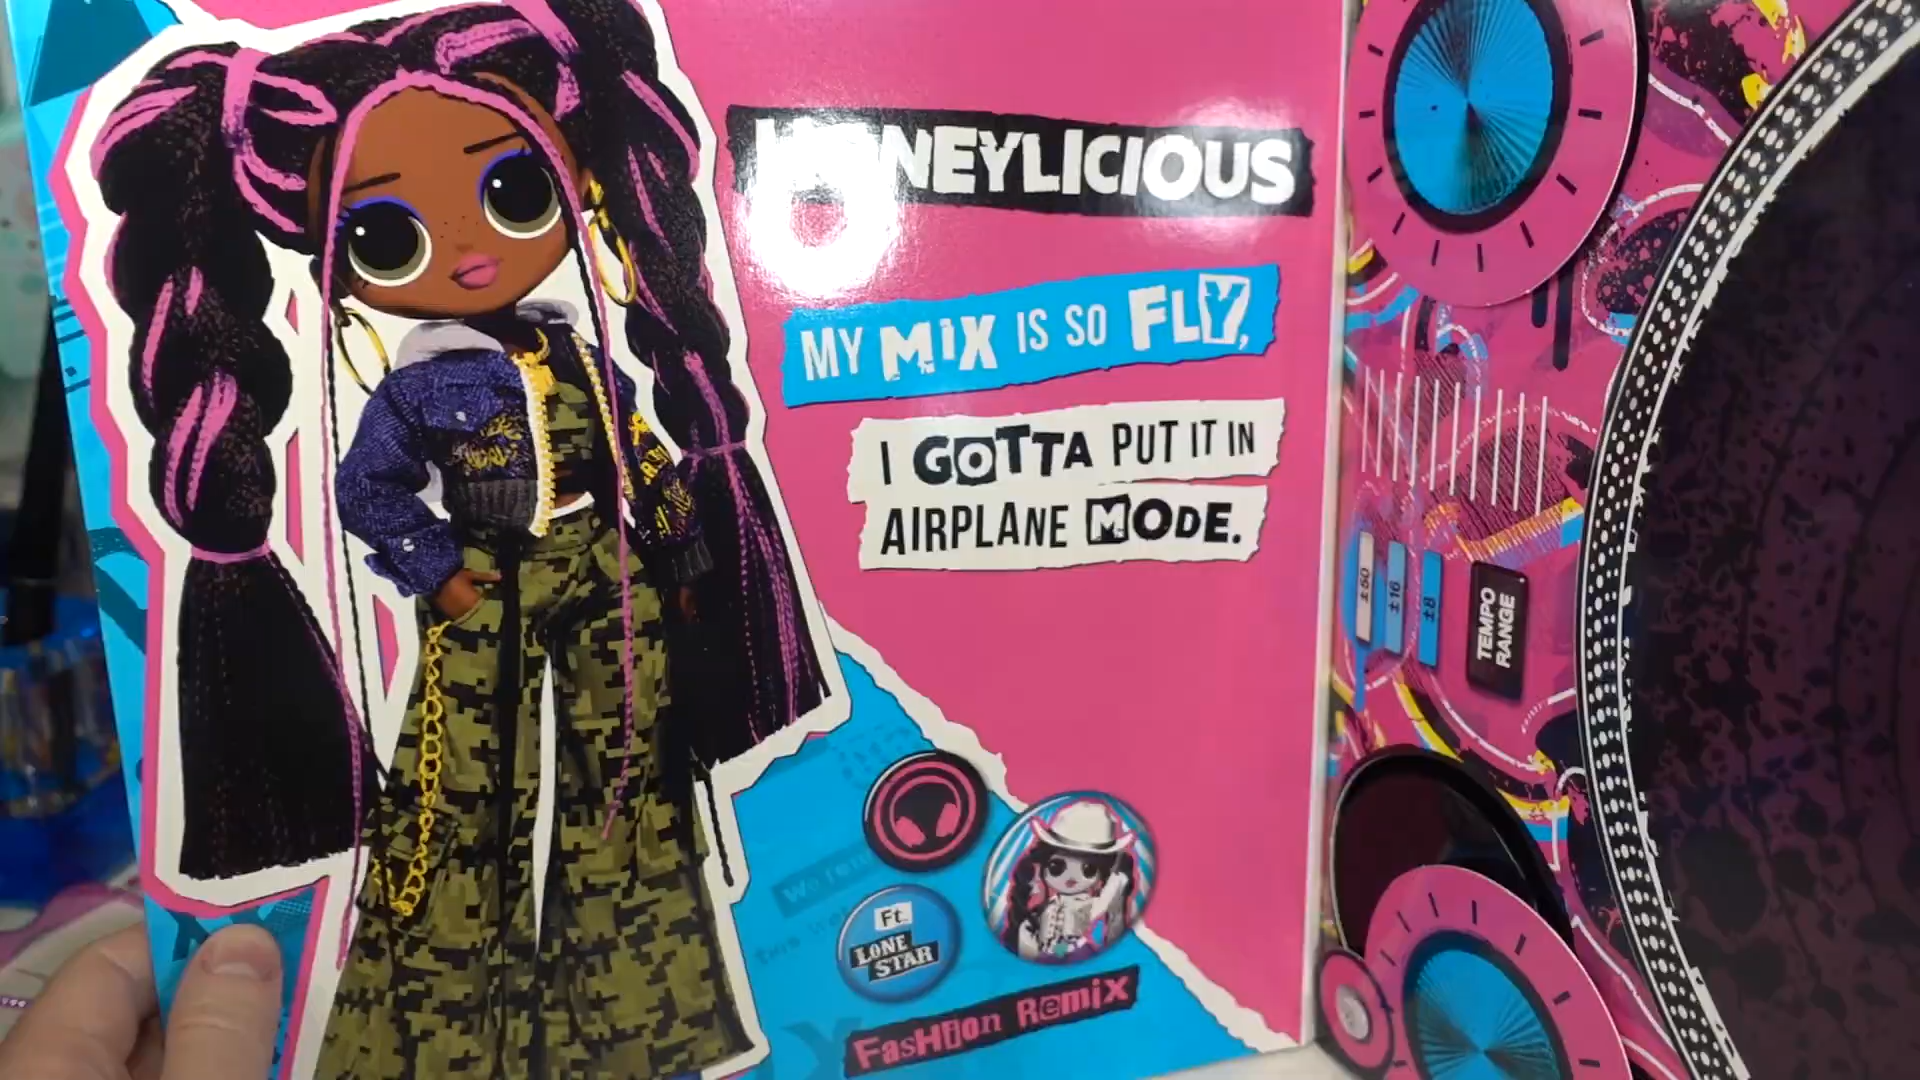 HONEYLICIOUS
MY MIX IS SO FLY,
I GOTTA PUT IT IN
AIRPLANE MODE.
±50
±16
±8
TEMPO
RANGE
Ft.
LONE
STAR
FasHion Remix